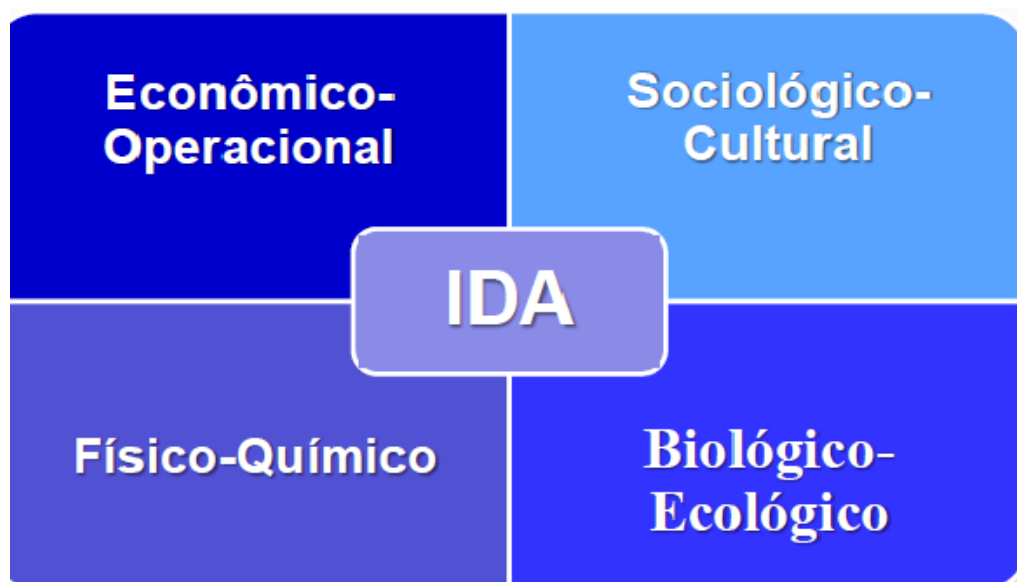 Econômico-
Operacional
Sociológico-
Cultural
IDA
Físico-Químico
Biológico-
Ecológico